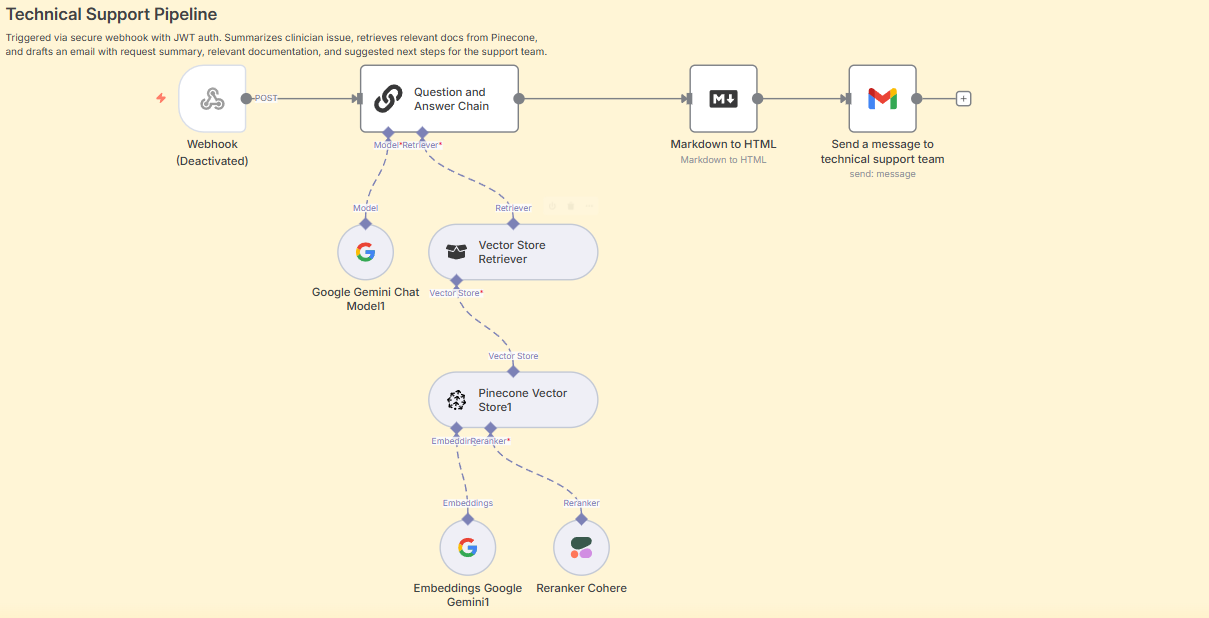 Technical Support Pipeline
Triggered via secure webhook with JWT auth. Summarizes clinician issue, retrieves relevant docs from Pinecone,
and drafts an email with request summary, relevant documentation, and suggested next steps for the support team.
POST
Question and
Answer Chain
M
Webhook
(Deactivated)
Model*
Retriever*
Markdown to HTML
Markdown to HTML
Send a message to
technical support team
send: message
Model
Retriever
Vector Store
Retriever
Google Gemini Chat
Model1
Vector Store*
Vector Store
Pinecone Vector
Store1
Embeddin
Reranker*
Embeddings
Reranker
Embeddings Google
Gemini1
Reranker Cohere